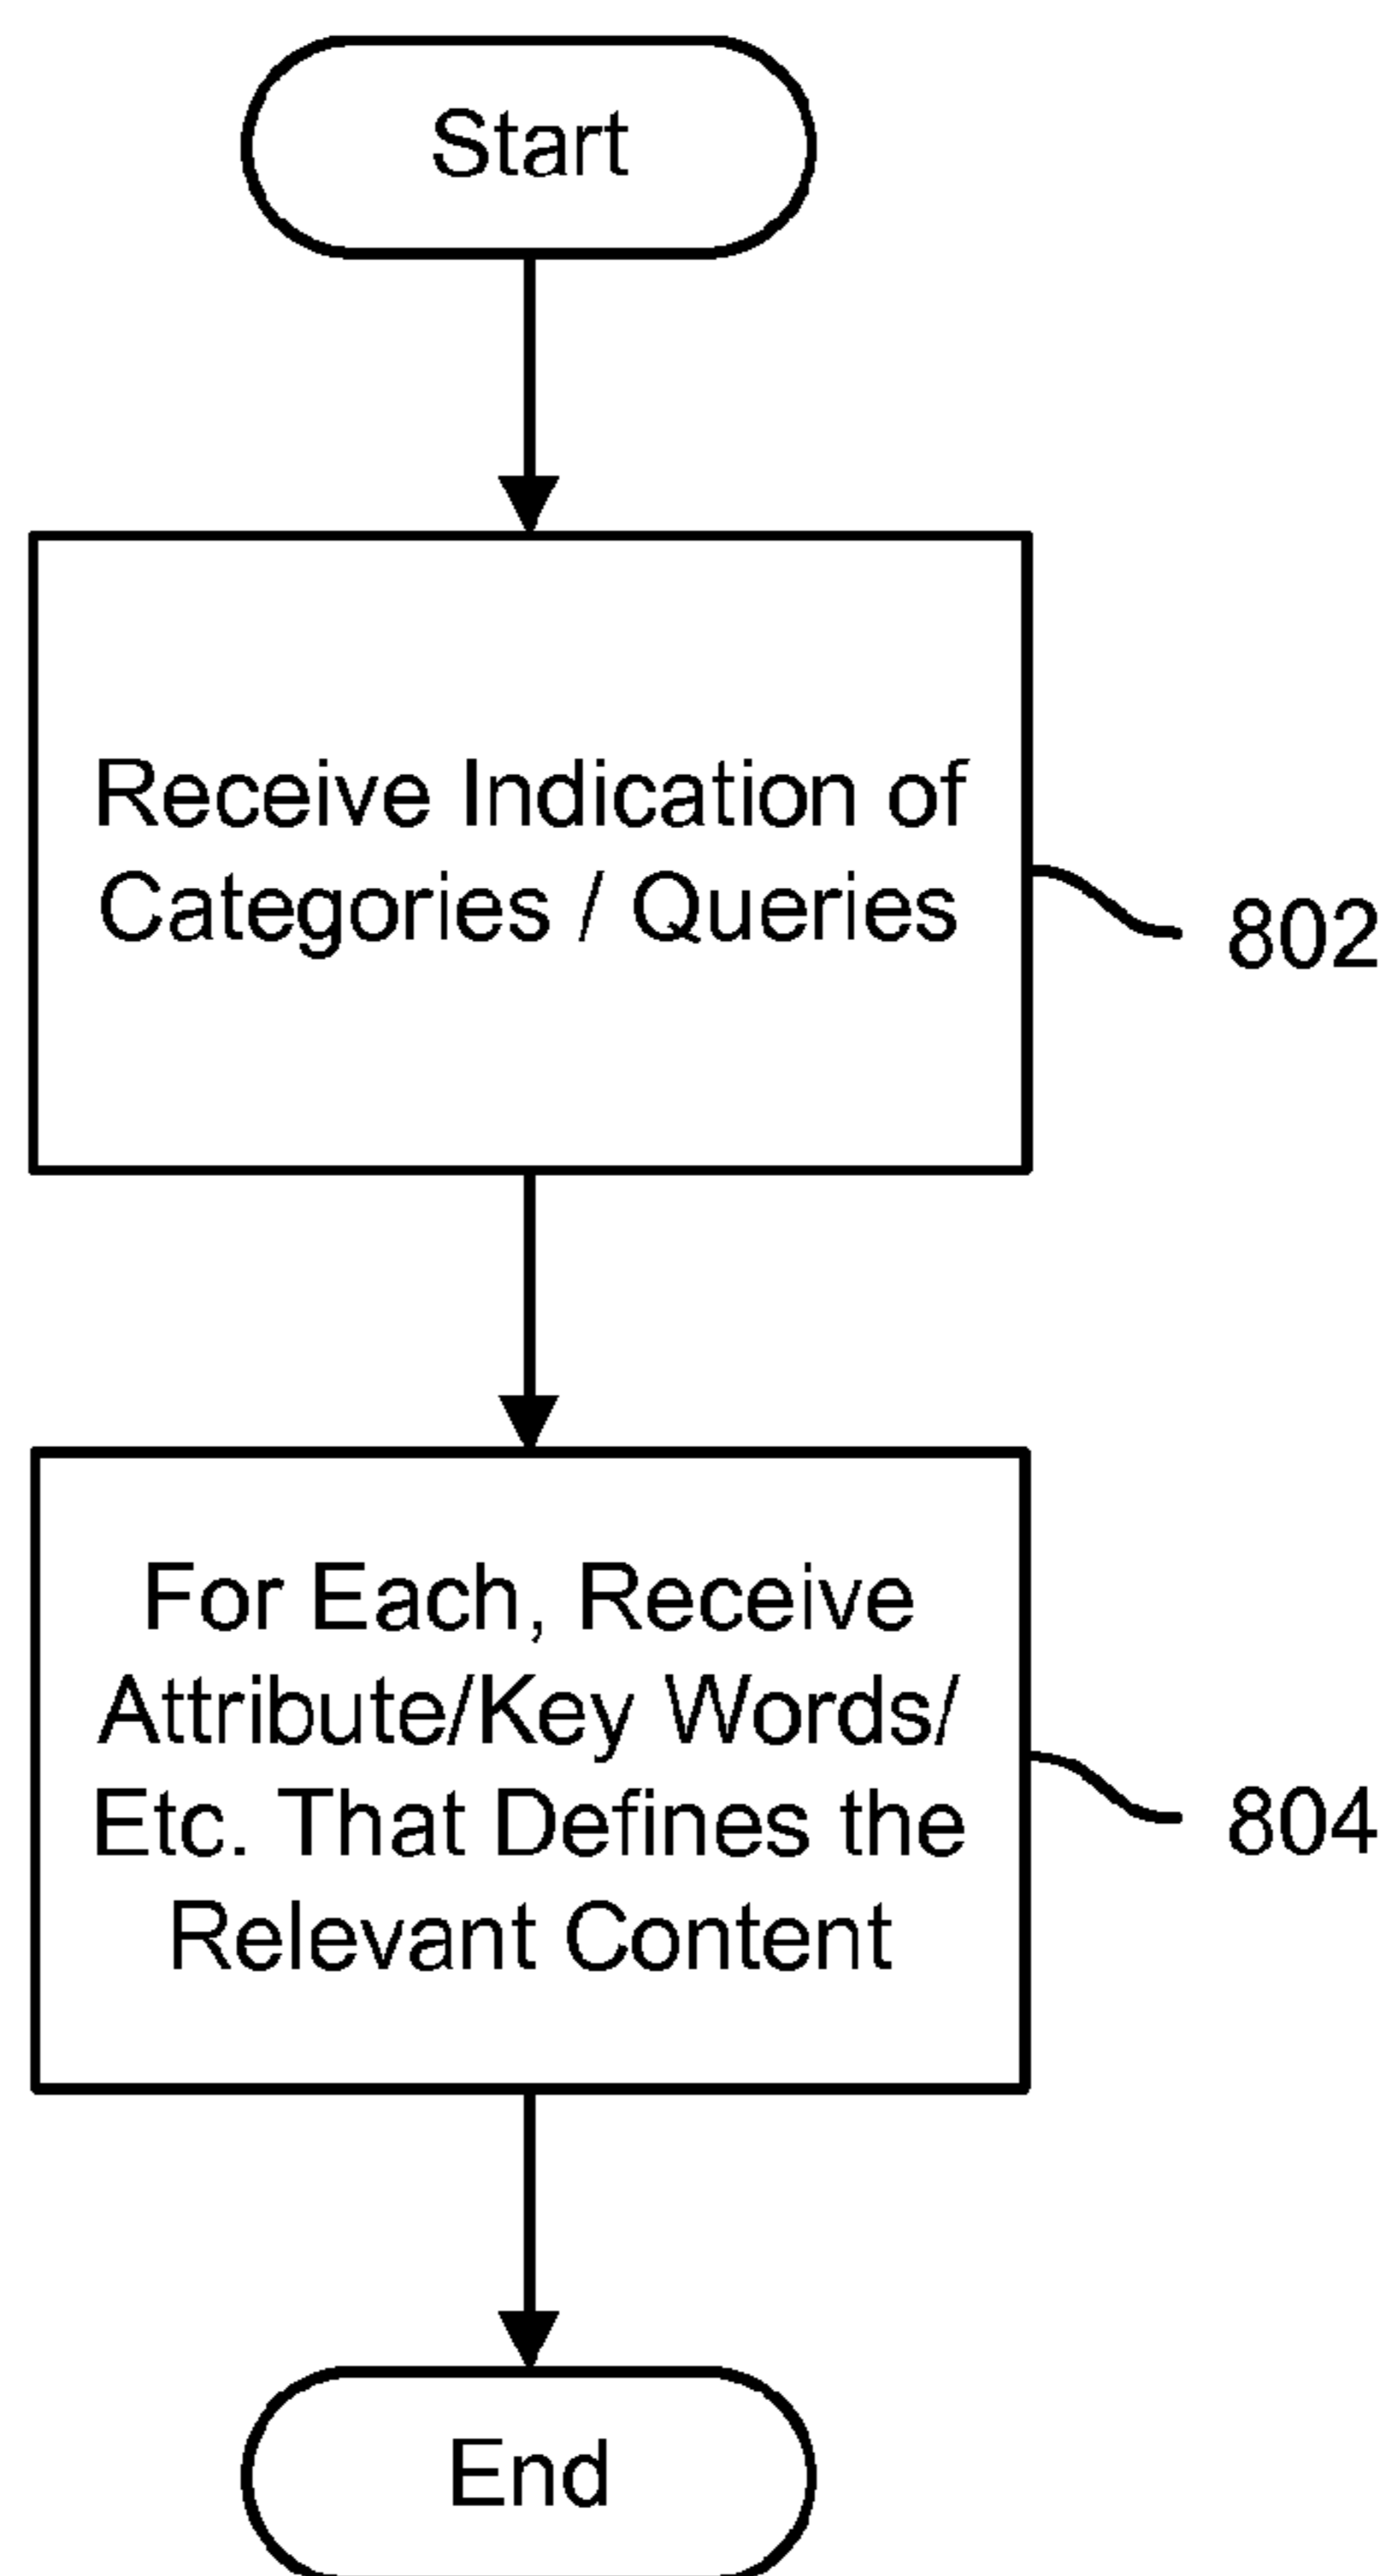 Start
Receive Indication of
Categories / Queries
802
For Each, Receive
Attribute/Key Words/
Etc. That Defines the
Relevant Content
804
End